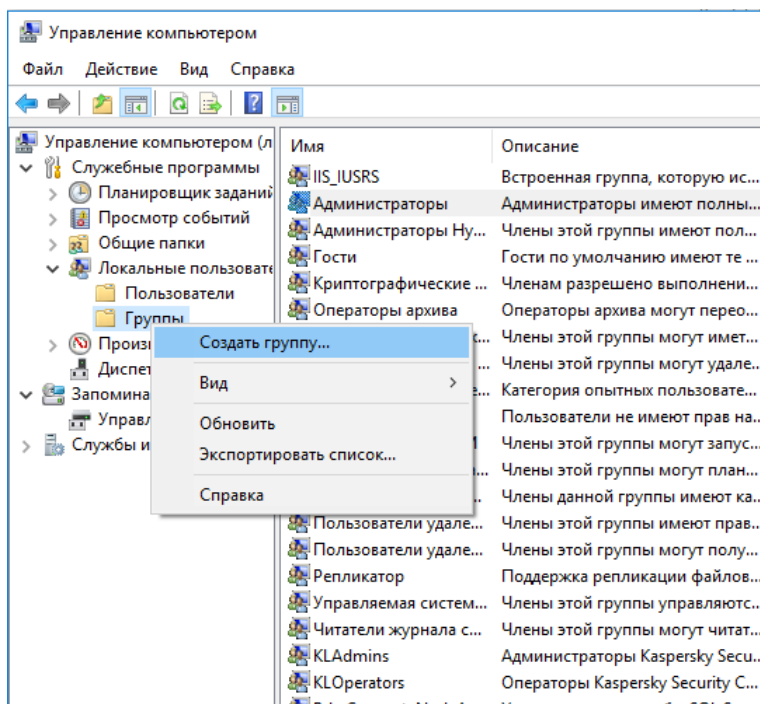 Управление компьютером
Файл Действие Вид Справка
Управление компьютером (л
Служебные программы
Планировщик заданий
Просмотр событий
Общие папки
Локальные пользовате
Пользователи
Группы
Произ
Диспет
Запомина
Управл
Службы и
Создать группу...
Вид
Обновить
Экспортировать список...
Справка
Имя Описание
IIS_IUSRS Встроенная группа, которую ис...
Администраторы Администраторы имеют полны...
Администраторы Hy... Члены этой группы имеют пол...
Гости Гости по умолчанию имеют те ...
Криптографические ... Членам разрешено выполнени...
Операторы архива Операторы архива могут перео...
Члены этой группы могут имет...
... Члены этой группы могут удале...
Категория опытных пользовате...
Пользователи не имеют прав на...
Члены этой группы могут запус...
Члены этой группы могут план...
Члены данной группы имеют ка...
Пользователи удале... Члены этой группы имеют прав...
Пользователи удале... Члены этой группы могут полу...
Репликатор Поддержка репликации файлов...
Управляемая систем... Члены этой группы управляютс...
Читатели журнала с... Члены этой группы могут читат...
KLAdmins Администраторы Kaspersky Secu...
KLOperators Операторы Kaspersky Security C...